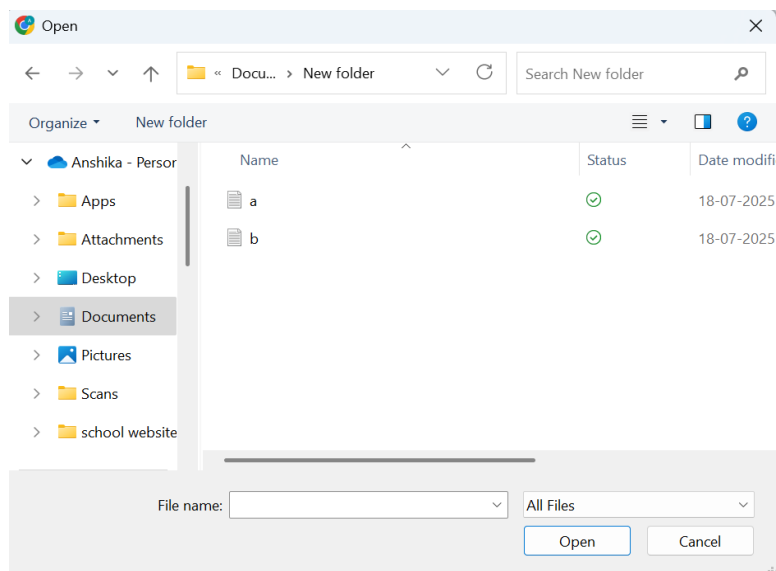 Open
« Docu... › New folder
Search New folder
Organize
New folder
?
Anshika - Persor
Name
Status
Date modifi
Apps
a
18-07-2025
Attachments
b
18-07-2025
Desktop
Documents
Pictures
Scans
school website
File name:
All Files
Open
Cancel